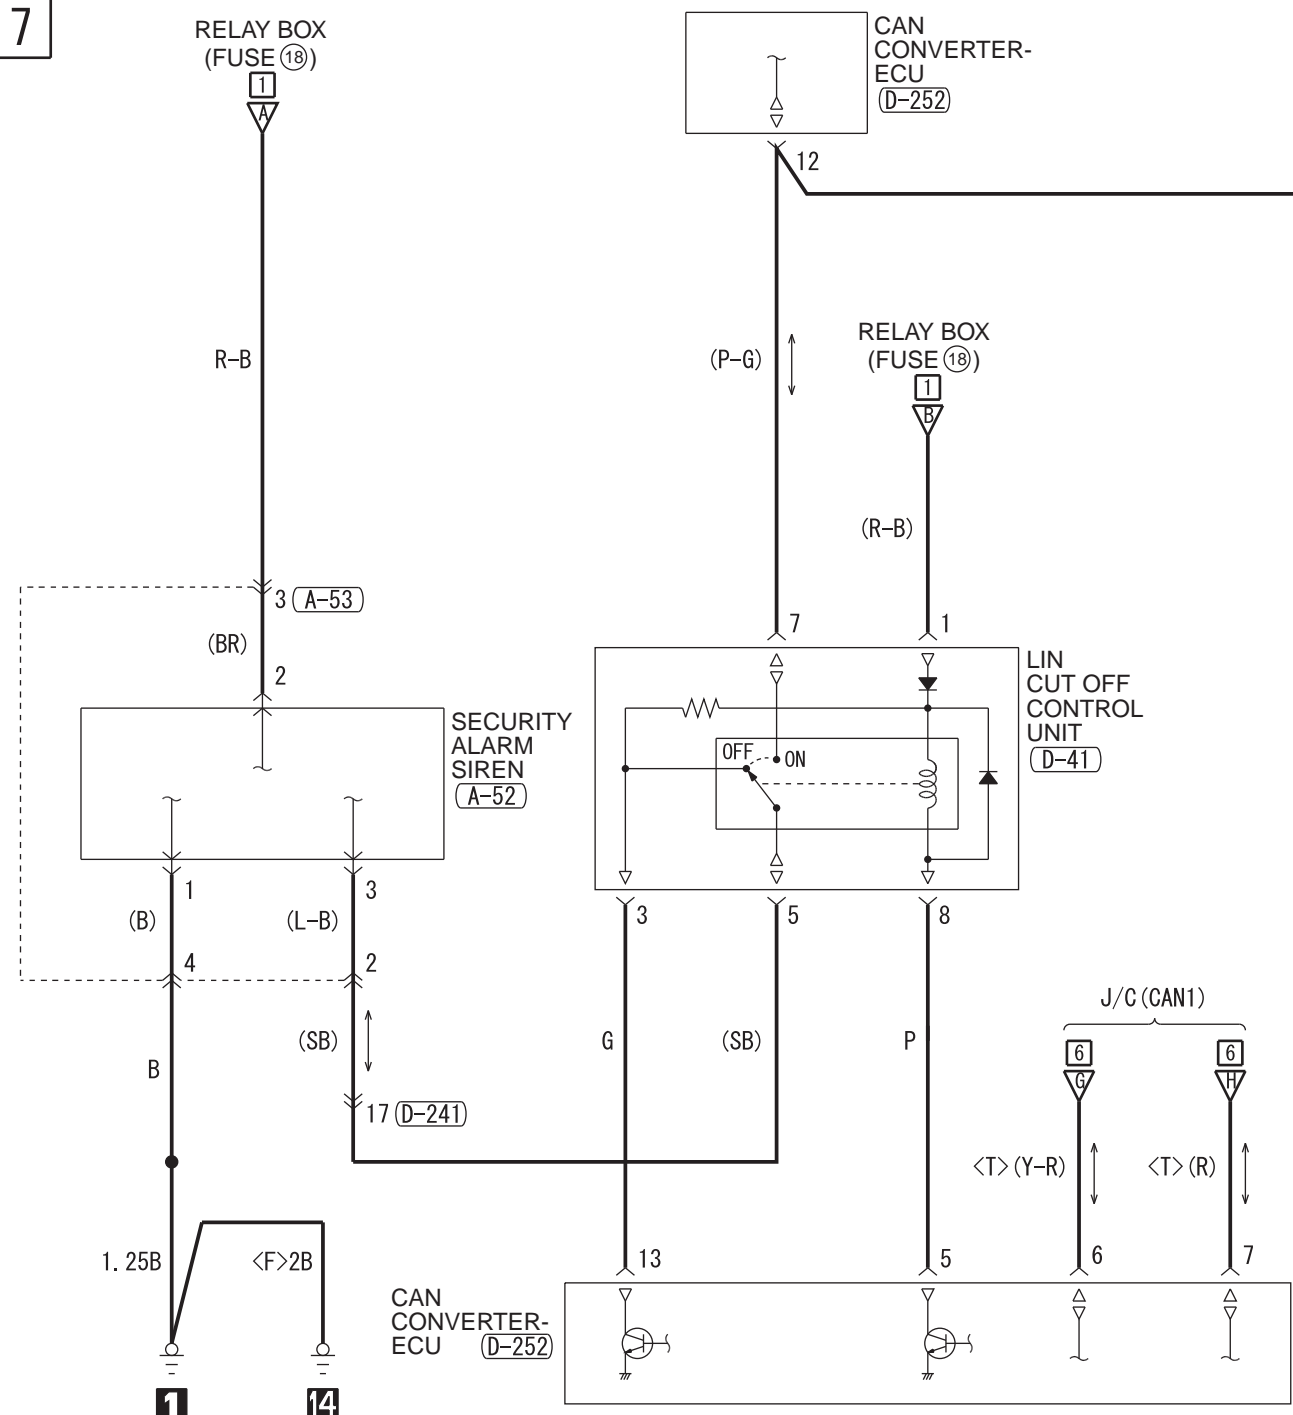 7
RELAY BOX
(FUSE 18)
1
A
CAN
CONVERTER-
ECU
D-252
12
R-B
(P-G)
RELAY BOX
(FUSE 18)
1
B
(R-B)
3 A-53
(BR)
2
7
1
SECURITY
ALARM
SIREN
A-52
LIN
CUT OFF
CONTROL
UNIT
D-41
OFF
ON
1
3
(B)
(L-B)
4
2
3
5
8
(SB)
B
G
(SB)
P
J/C(CAN1)
6
G
6
H
17 D-241
<T>(Y-R)
<T>(R)
1.25B
<F>2B
13
5
6
7
CAN
CONVERTER-
ECU
D-252
1
14